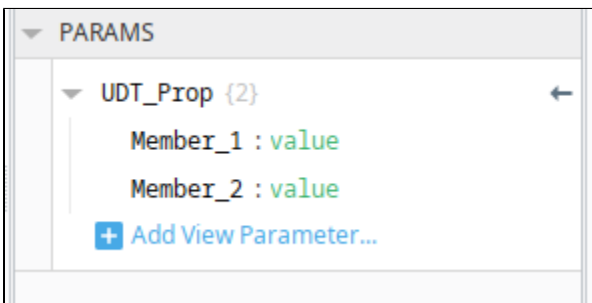 PARAMS
UDT_Prop {2}
Member_1 : value
Member_2 : value
Add View Parameter...